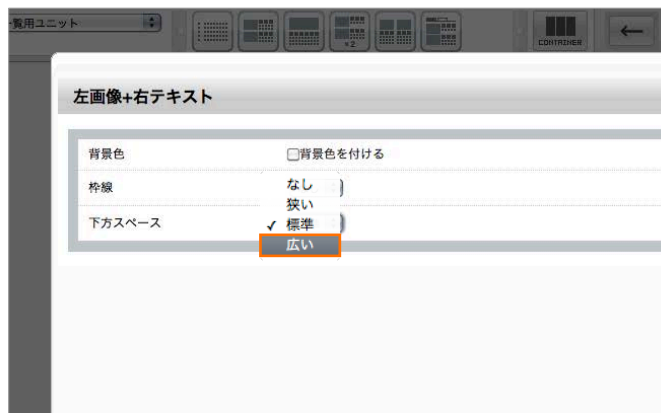 覧用ユニット
×2
CONTAINER
左画像+右テキスト
背景色
背景色を付ける
枠線
なし
狭い
下方スペース
✓ 標準
広い